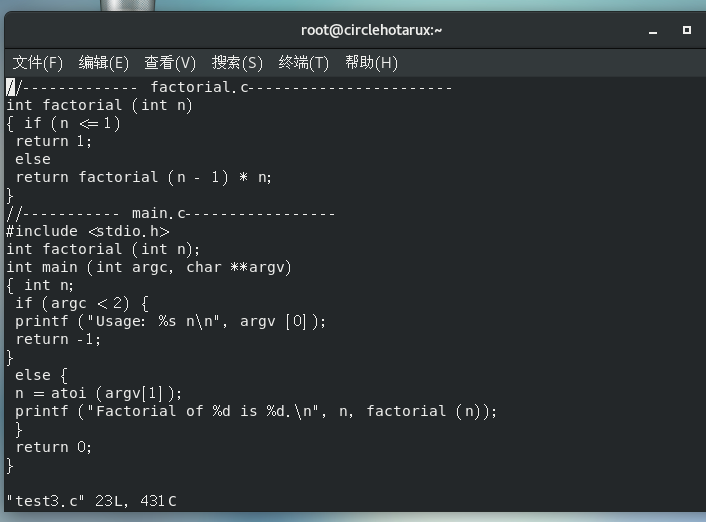 root@circlehotarux:~
文件(F) 编辑(E) 查看(V) 搜索(S) 终端(T) 帮助(H)
//------------- factorial.c-----------------------
int factorial (int n)
{ if (n <=1)
 return 1;
 else
 return factorial (n - 1) * n;
}
//----------- main.c-----------------
#include <stdio.h>
int factorial (int n);
int main (int argc, char **argv)
{ int n;
 if (argc < 2) {
 printf ("Usage: %s n\n", argv [0]);
 return -1;
}
 else {
 n = atoi (argv[1]);
 printf ("Factorial of %d is %d.\n", n, factorial (n));
 }
 return 0;
}
"test3.c" 23L, 431C